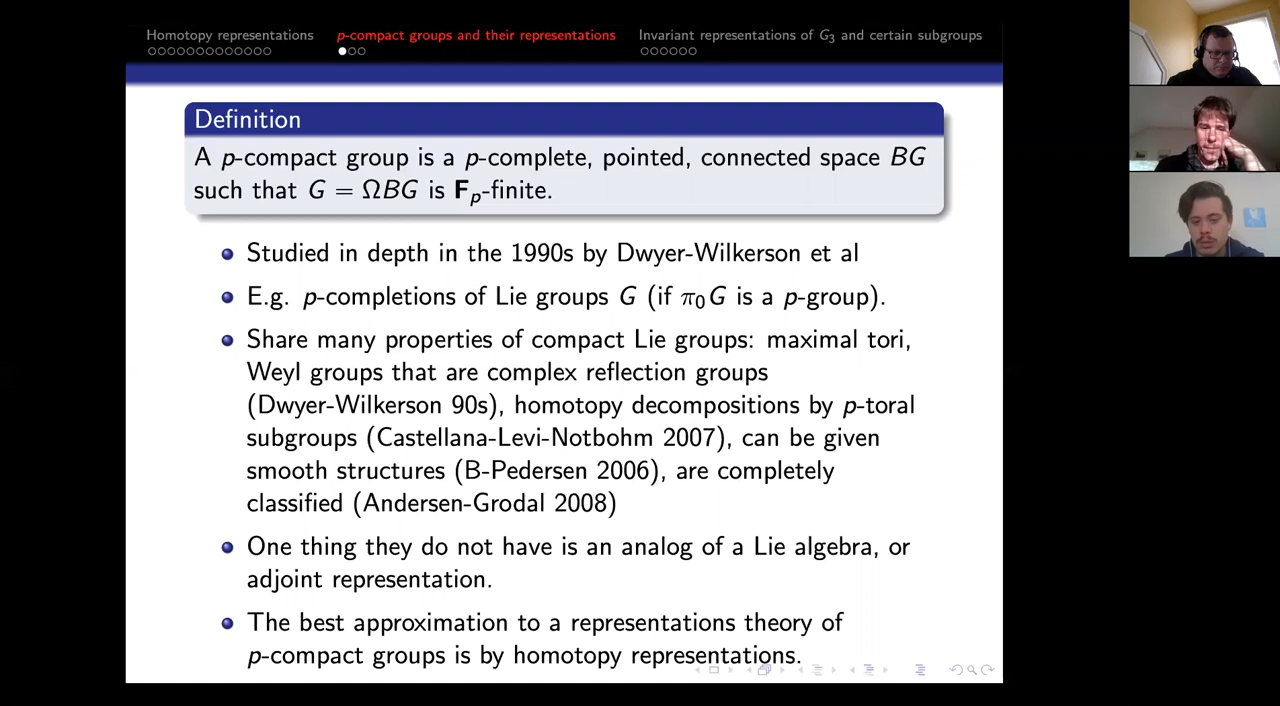 Homotopy representations
p-compact groups and their representations
Invariant representations of G₃ and certain subgroups
Definition
A p-compact group is a p-complete, pointed, connected space BG
such that G = ΩBG is Fₚ-finite.
Studied in depth in the 1990s by Dwyer-Wilkerson et al
E.g. p-completions of Lie groups G (if π₀G is a p-group).
Share many properties of compact Lie groups: maximal tori,
Weyl groups that are complex reflection groups
(Dwyer-Wilkerson 90s), homotopy decompositions by p-toral
subgroups (Castellana-Levi-Notbohm 2007), can be given
smooth structures (B-Pedersen 2006), are completely
classified (Andersen-Grodal 2008)
One thing they do not have is an analog of a Lie algebra, or
adjoint representation.
The best approximation to a representations theory of
p-compact groups is by homotopy representations.